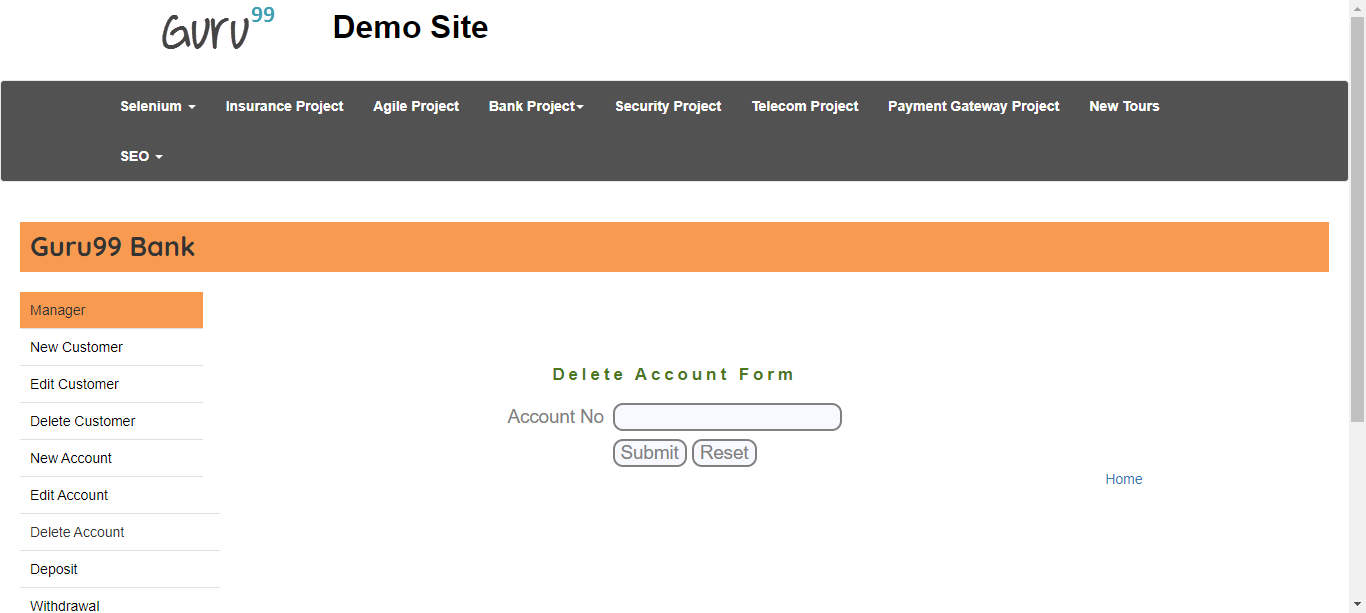 Guru99 Demo Site
Selenium Insurance Project Agile Project Bank Project Security Project Telecom Project Payment Gateway Project New Tours
SEO
Guru99 Bank
Manager
New Customer
Edit Customer
Delete Customer
New Account
Edit Account
Delete Account
Deposit
Withdrawal
Delete Account Form
Account No
Submit Reset
Home